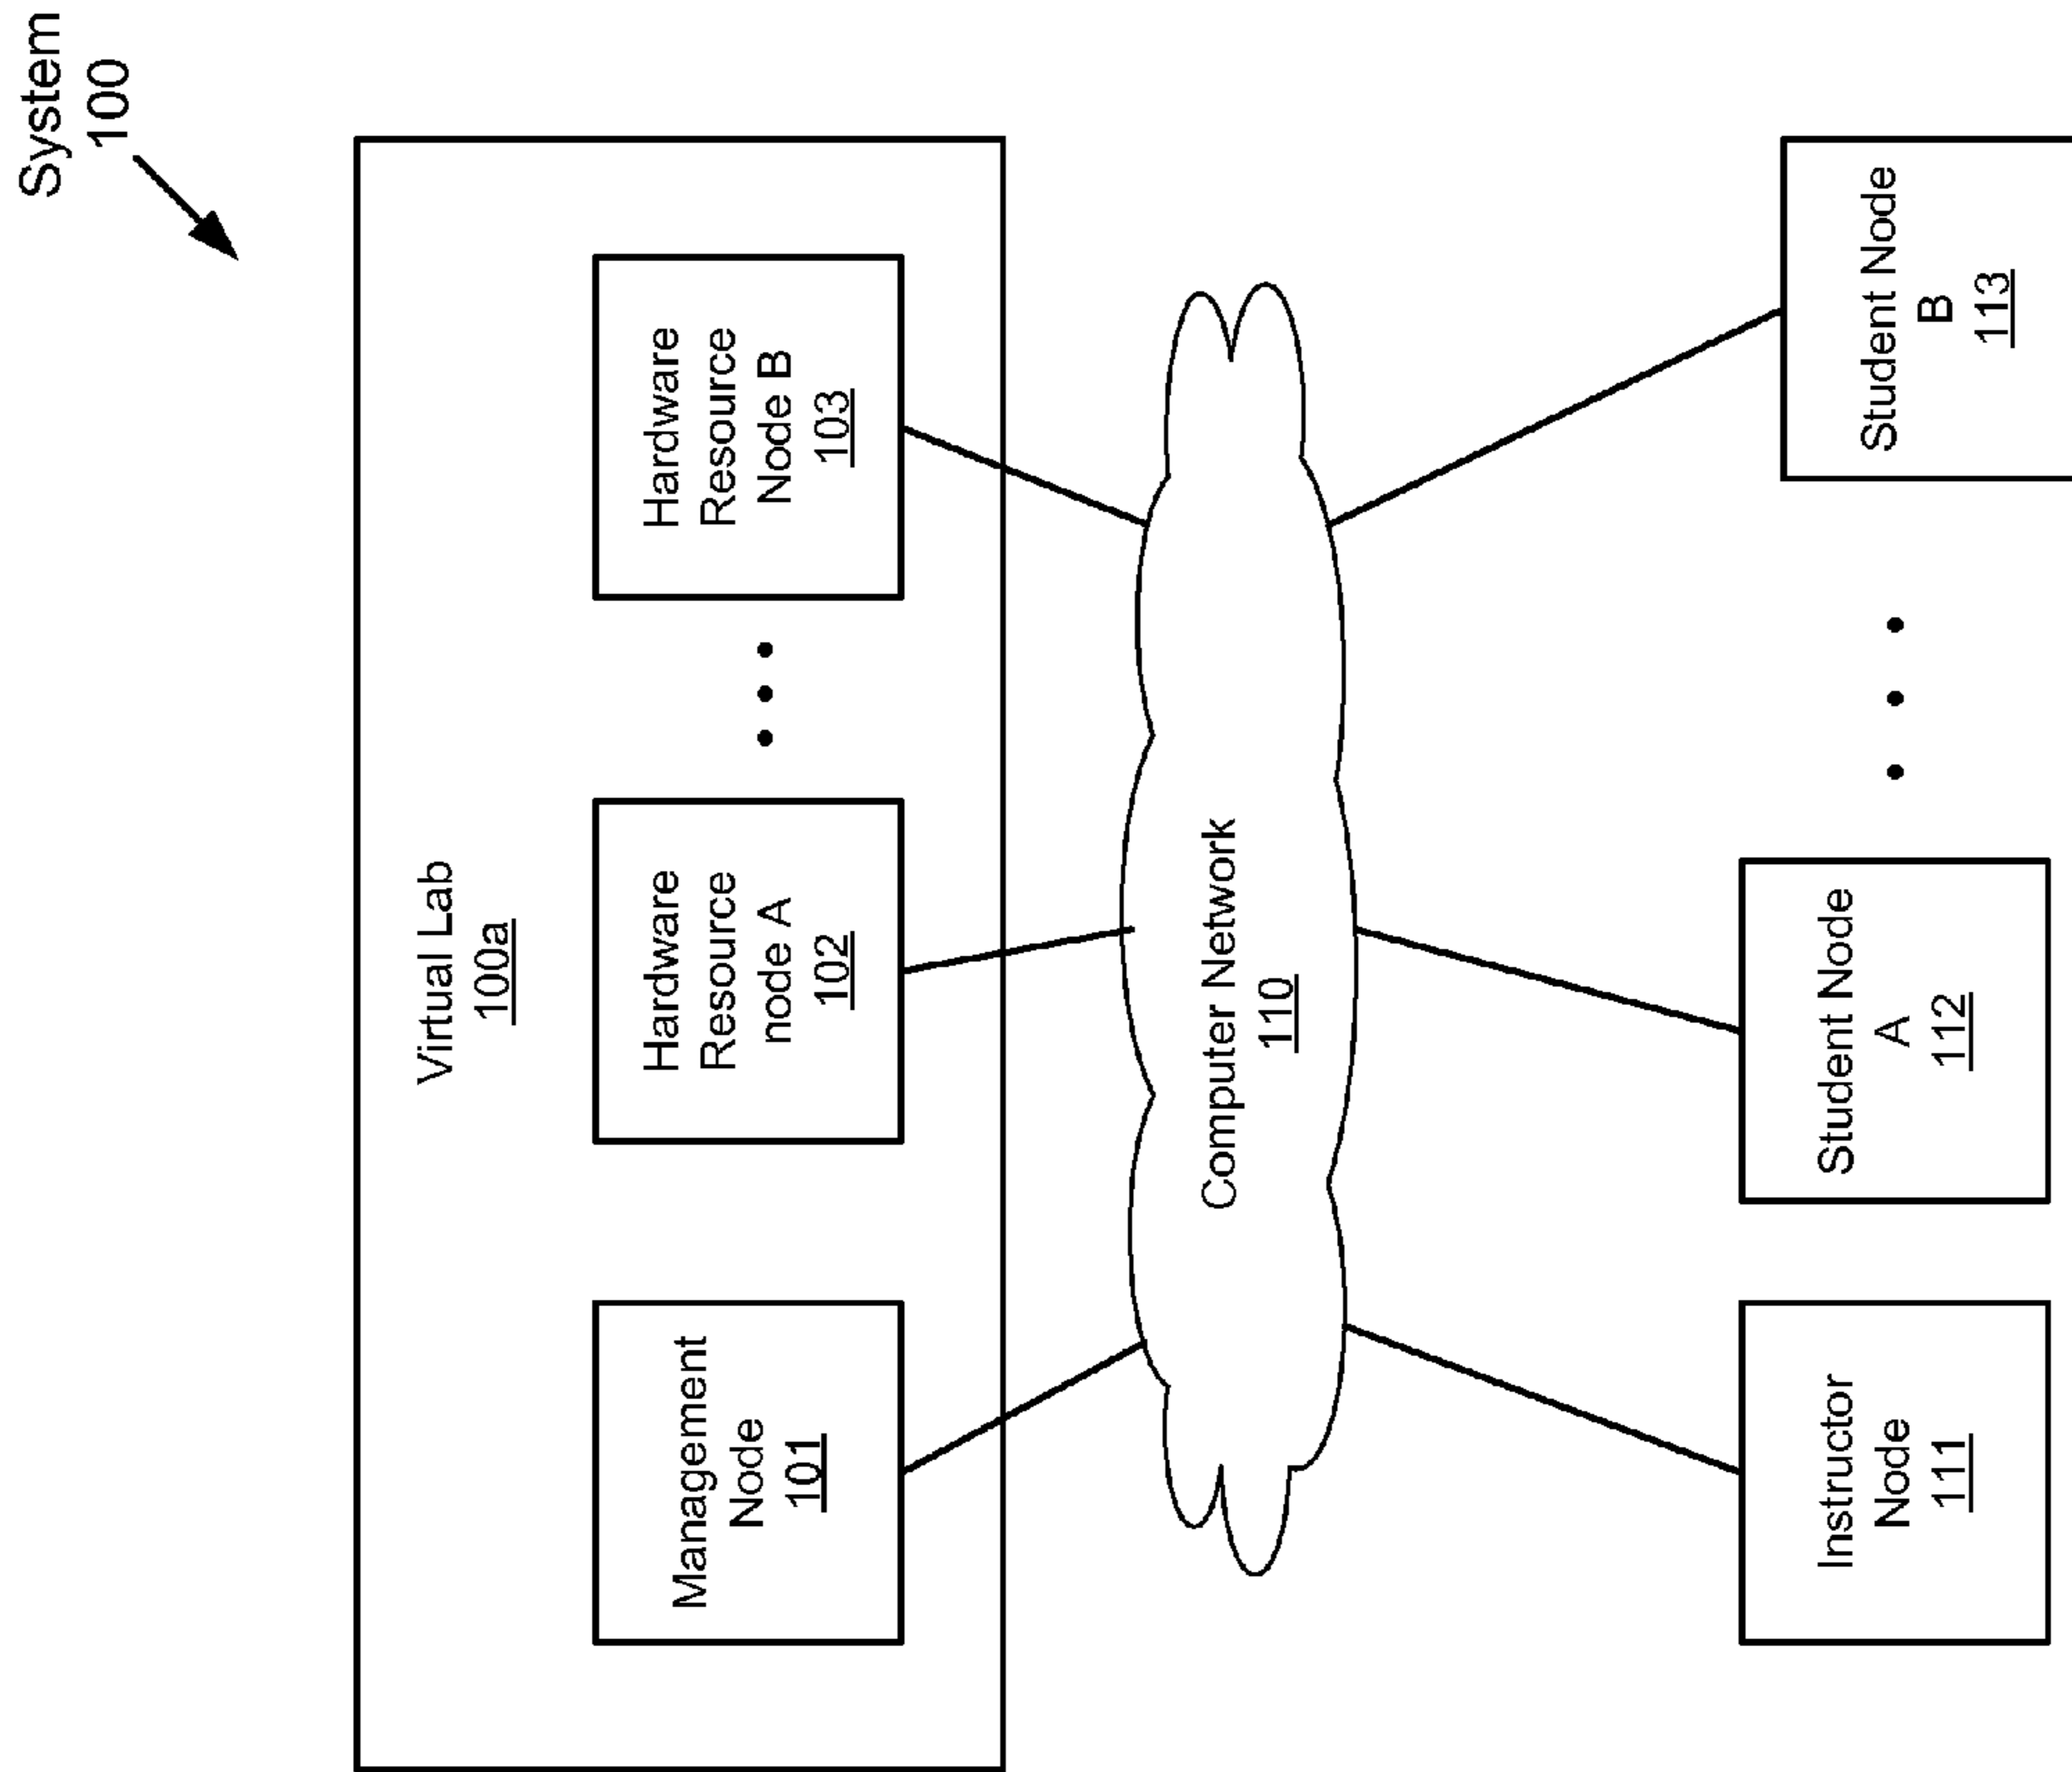 System
100
Virtual Lab
100a
Management
Node
101
Hardware
Resource
node A
102
Hardware
Resource
Node B
103
Computer Network
110
Instructor
Node
111
Student Node
A
112
Student Node
B
113